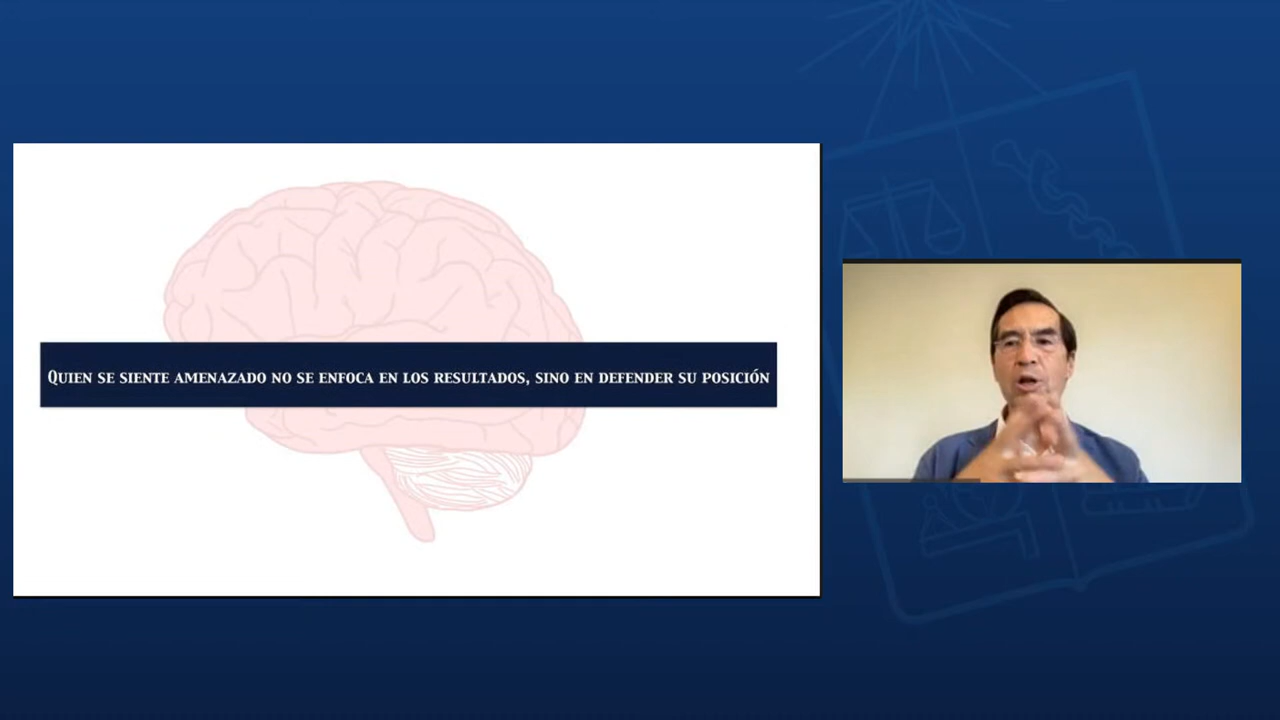 Quien se siente amenazado no se enfoca en los resultados, sino en defender su posición